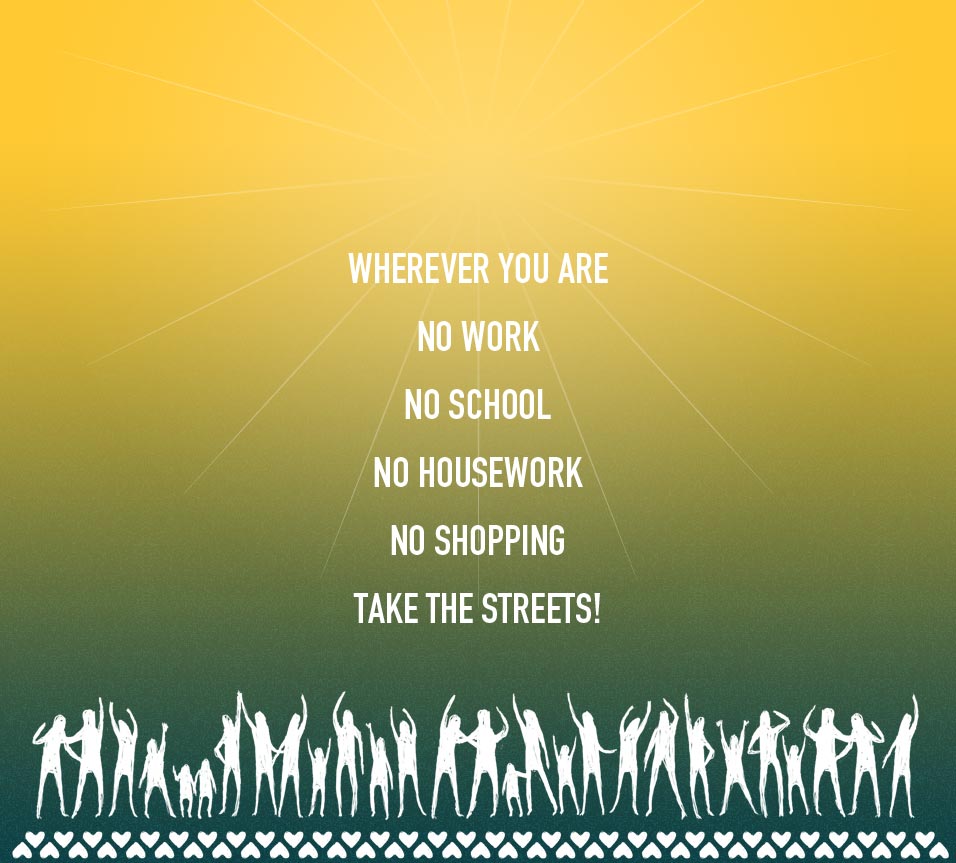 WHEREVER YOU ARE
NO WORK
NO SCHOOL
NO HOUSEWORK
NO SHOPPING
TAKE THE STREETS!